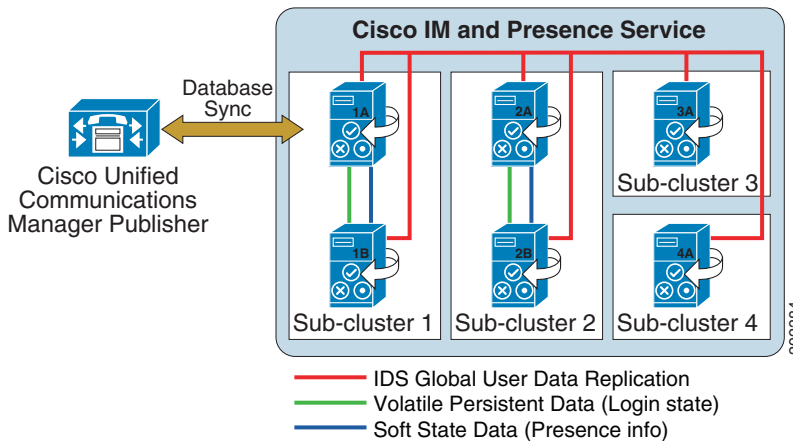 Cisco IM and Presence Service
Database
Sync
Cisco Unified
Communications
Manager Publisher
1A
2A
3A
Sub-cluster 3
1B
2B
4A
Sub-cluster 1
Sub-cluster 2
Sub-cluster 4
IDS Global User Data Replication
Volatile Persistent Data (Login state)
Soft State Data (Presence info)